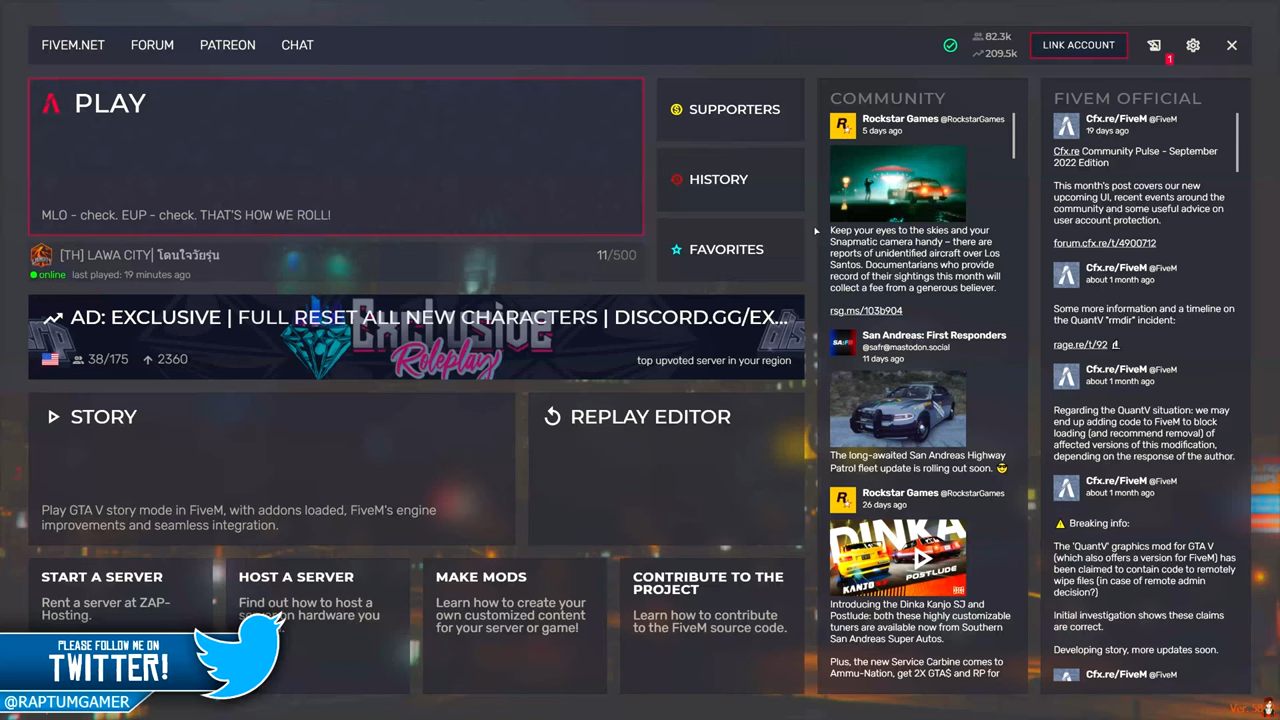 FIVEM.NET FORUM PATREON CHAT
82.3k
209.5k
LINK ACCOUNT
1
PLAY
MLO - check. EUP - check. THAT'S HOW WE ROLL!
[TH] LAWA CITY| โดนใจวัยรุ่น
11/500
online last played: 19 minutes ago
SUPPORTERS
HISTORY
FAVORITES
AD: EXCLUSIVE | FULL RESET ALL NEW CHARACTERS | DISCORD.GG/EX...
Exclusive
Roleplay
38/175 2360
top upvoted server in your region
STORY
Play GTA V story mode in FiveM, with addons loaded, FiveM's engine
improvements and seamless integration.
REPLAY EDITOR
START A SERVER
Rent a server at ZAP-
Hosting.
HOST A SERVER
Find out how to host a
on hardware you
MAKE MODS
Learn how to create your
own customized content
for your server or game!
CONTRIBUTE TO THE
PROJECT
Learn how to contribute
to the FiveM source code.
COMMUNITY
Rockstar Games @RockstarGames
5 days ago
Keep your eyes to the skies and your
Snapmatic camera handy – there are
reports of unidentified aircraft over Los
Santos. Documentarians who provide
record of their sightings this month will
collect a fee from a generous believer.
rsg.ms/103b904
SA:FR
San Andreas: First Responders
@safr@mastodon.social
11 days ago
The long-awaited San Andreas Highway
Patrol fleet update is rolling out soon. 😎
Rockstar Games @RockstarGames
26 days ago
DINKA
KANJO SJ
POSTLUDE
Introducing the Dinka Kanjo SJ and
Postlude: both these highly customizable
tuners are available now from Southern
San Andreas Super Autos.
Plus, the new Service Carbine comes to
Ammu-Nation, get 2X GTA$ and RP for
FIVEM OFFICIAL
Cfx.re/FiveM @FiveM
19 days ago
Cfx.re Community Pulse - September
2022 Edition
This month's post covers our new
upcoming UI, recent events around the
community and some useful advice on
user account protection.
forum.cfx.re/t/4900712
Cfx.re/FiveM @FiveM
about 1 month ago
Some more information and a timeline on
the QuantV "rmdir" incident:
rage.re/t/92
Cfx.re/FiveM @FiveM
about 1 month ago
Regarding the QuantV situation: we may
end up adding code to FiveM to block
loading (and recommend removal) of
affected versions of this modification,
depending on the response of the author.
Cfx.re/FiveM @FiveM
about 1 month ago
⚠ Breaking info:
The 'QuantV' graphics mod for GTA V
(which also offers a version for FiveM) has
been claimed to contain code to remotely
wipe files (in case of remote admin
decision?)
Initial investigation shows these claims
are correct.
Developing story, more updates soon.
Cfx.re/FiveM @FiveM
PLEASE FOLLOW ME ON
TWITTER!
@RAPTUMGAMER